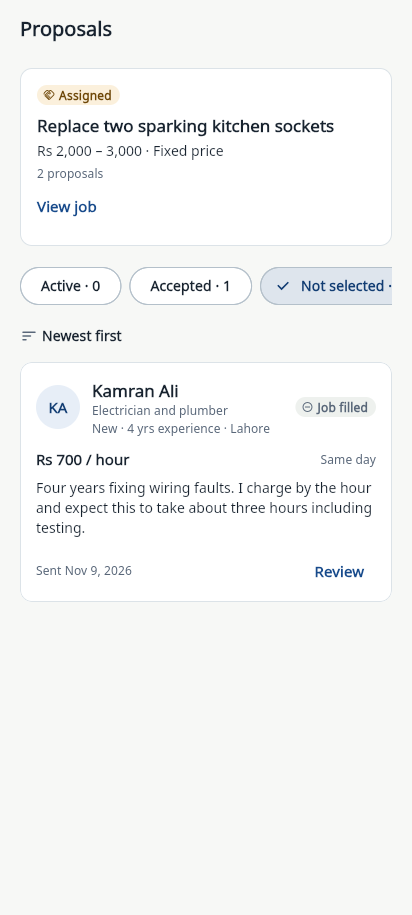 Proposals
Assigned
Replace two sparking kitchen sockets
Rs 2,000 – 3,000 · Fixed price
2 proposals
View job
Active · 0
Accepted · 1
Not selected ·
Newest first
KA
Kamran Ali
Electrician and plumber
New · 4 yrs experience · Lahore
Job filled
Rs 700 / hour
Same day
Four years fixing wiring faults. I charge by the hour
and expect this to take about three hours including
testing.
Sent Nov 9, 2026
Review